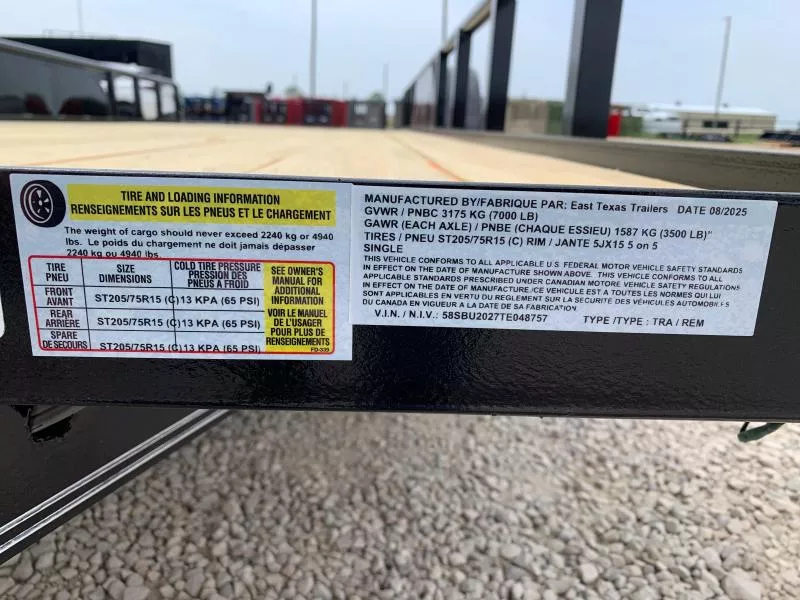 TIRE AND LOADING INFORMATION
RENSEIGNEMENTS SUR LES PNEUS ET LE CHARGEMENT
The weight of cargo should never exceed 2240 kg or 4940
lbs. Le poids du chargement ne doit jamais dépasser
2240 kg ou 4940 lbs.
TIRE
PNEU
SIZE
DIMENSIONS
COLD TIRE PRESSURE
PRESSION DES
PNEUS A FROID
FRONT
AVANT
ST205/75R15 (C)13 KPA (65 PSI)
REAR
ARRIÈRE
ST205/75R15 (C)13 KPA (65 PSI)
SPARE
DE SECOURS
ST205/75R15 (C)13 KPA (65 PSI)
SEE OWNER'S
MANUAL FOR
ADDITIONAL
INFORMATION
VOIR LE MANUEL
DE L'USAGER
POUR PLUS DE
RENSEIGNEMENTS
FD-339
MANUFACTURED BY/FABRIQUE PAR: East Texas Trailers DATE 08/2025
GVWR / PNBC 3175 KG (7000 LB)
GAWR (EACH AXLE) / PNBE (CHAQUE ESSIEU) 1587 KG (3500 LB)"
TIRES / PNEU ST205/75R15 (C) RIM / JANTE 5JX15 5 on 5
SINGLE
THIS VEHICLE CONFORMS TO ALL APPLICABLE U.S. FEDERAL MOTOR VEHICLE SAFETY STANDARDS
IN EFFECT ON THE DATE OF MANUFACTURE SHOWN ABOVE. THIS VEHICLE CONFORMS TO ALL
APPLICABLE STANDARDS PRESCRIBED UNDER CANADIAN MOTORE VEHICLE SAFETY REGULATIONS
IN EFFECT ON THE DATE OF MANUFACTURE./CE VEHICULE EST A TOUTES LES NORMES QUI LUI
SONT APPLICABLES EN VERTU DU REGLEMENT SUR LA SECURITE DES VÉHICULES AUTOMOBILES
DU CANADA EN VIGUEUR A LA DATE DE SA FABRICATION
V.I.N. / N.I.V.: 58SBU2027TE048757 TYPE /TYPE : TRA / REM